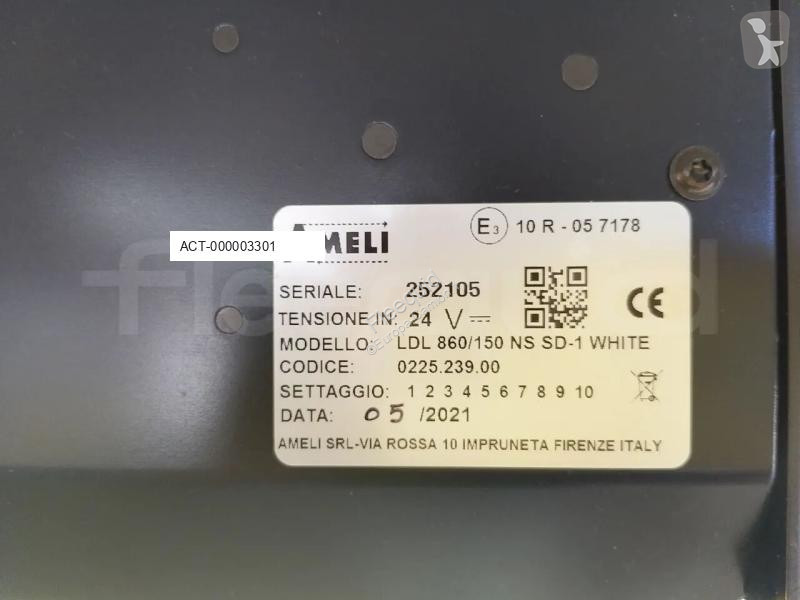 AMELI
E3 10 R - 05 7178
ACT-000003301
SERIALE: 252105
TENSIONE IN: 24 V
MODELLO: LDL 860/150 NS SD-1 WHITE
CODICE: 0225.239.00
SETTAGGIO: 1 2 3 4 5 6 7 8 9 10
DATA: 05 /2021
AMELI SRL-VIA ROSSA 10 IMPRUNETA FIRENZE ITALY
CE